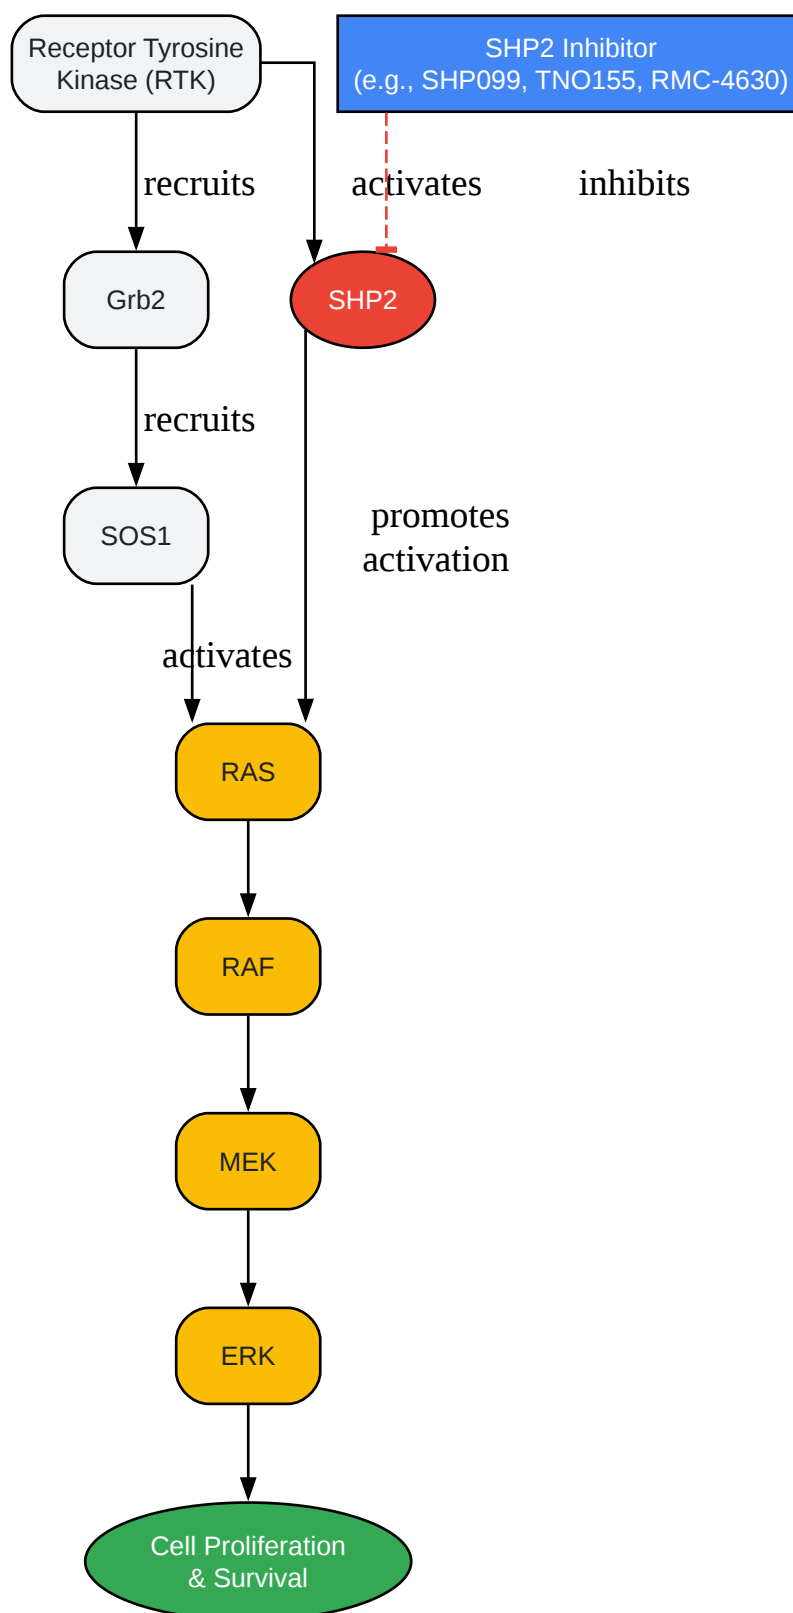 Receptor Tyrosine
Kinase (RTK)
SHP2 Inhibitor
(e.g., SHP099, TNO155, RMC-4630)
recruits
activates
inhibits
Grb2
SHP2
recruits
promotes
activation
SOS1
activates
RAS
RAF
MEK
ERK
Cell Proliferation
& Survival